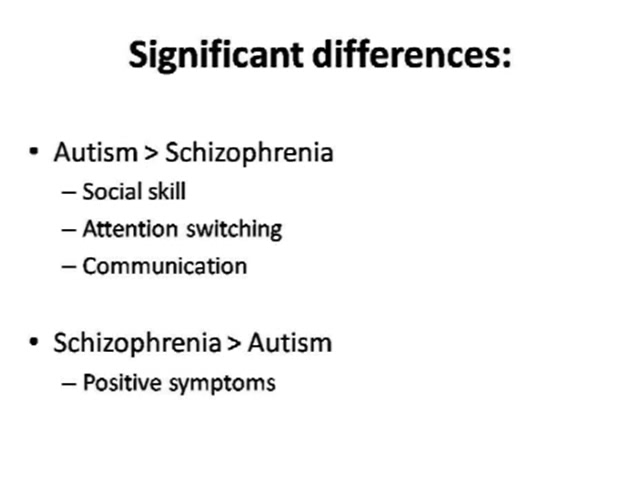 Significant differences:
• Autism > Schizophrenia
– Social skill
– Attention switching
– Communication
• Schizophrenia > Autism
– Positive symptoms